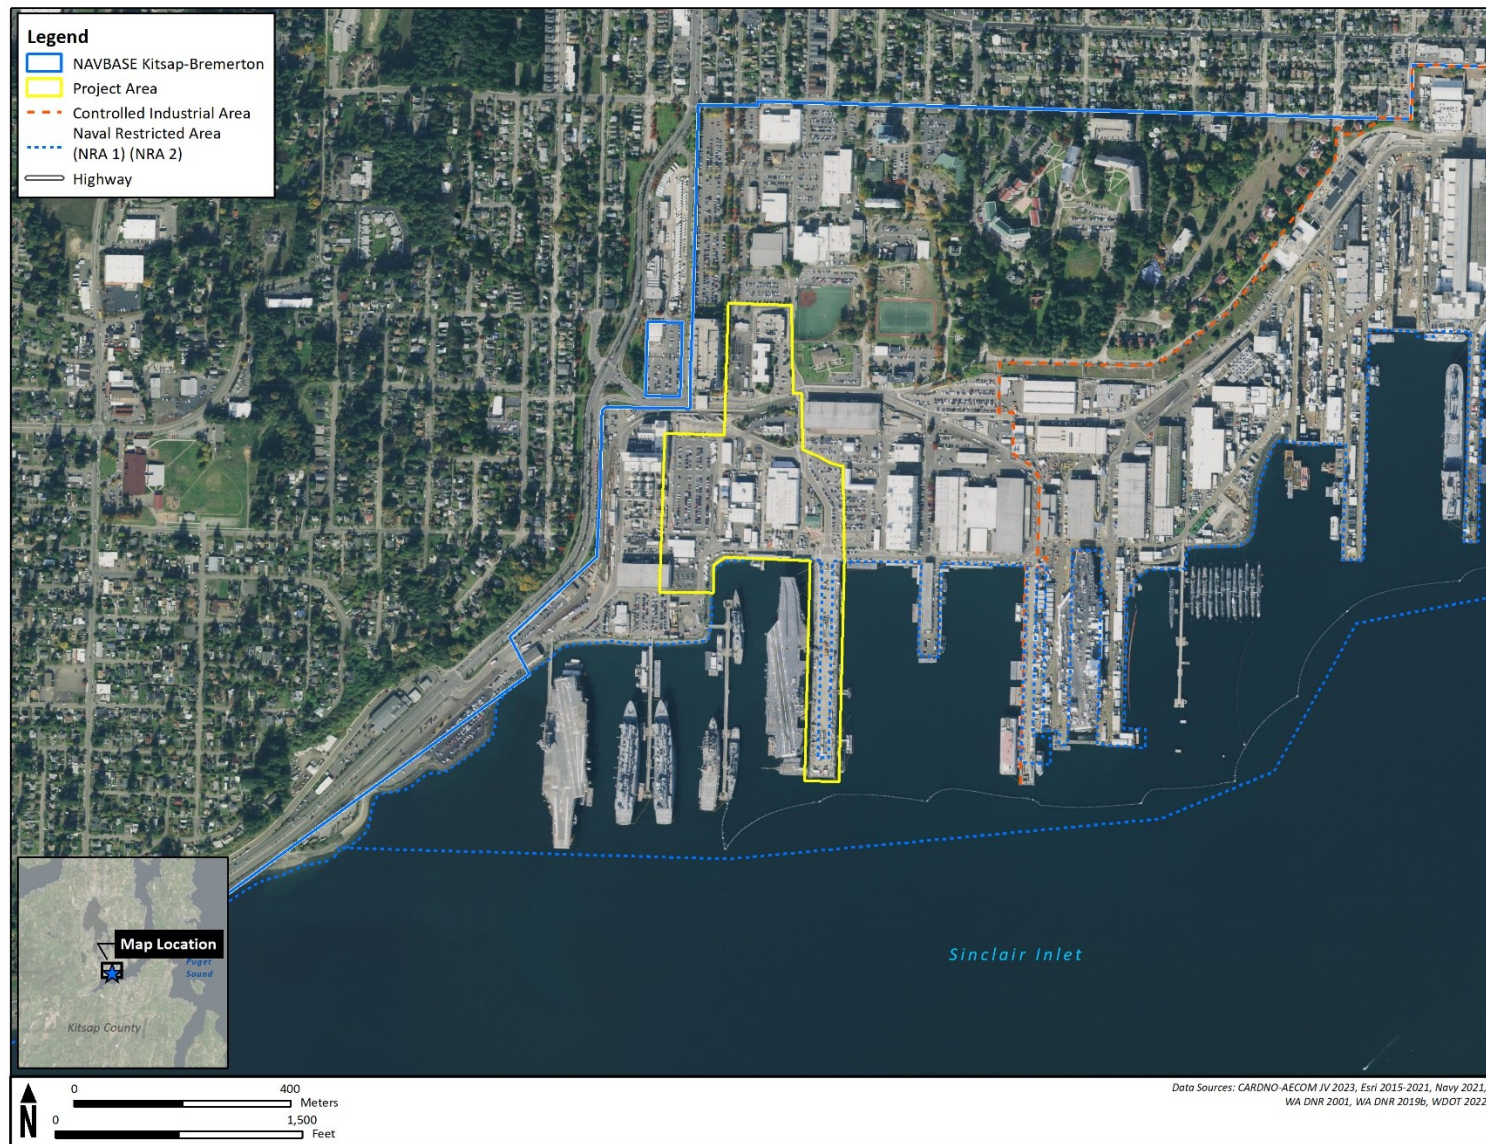 Legend
NAVBASE Kitsap-Bremerton
Project Area
Controlled Industrial Area
Naval Restricted Area
(NRA 1) (NRA 2)
Highway
Sinclair Inlet
Map Location
Puget
Sound
Kitsap County
N
0 400
Meters
0 1,500
Feet
Data Sources: CARDNO-AECOM JV 2023, Esri 2015-2021, Navy 2021,
WA DNR 2001, WA DNR 2019b, WDOT 2022